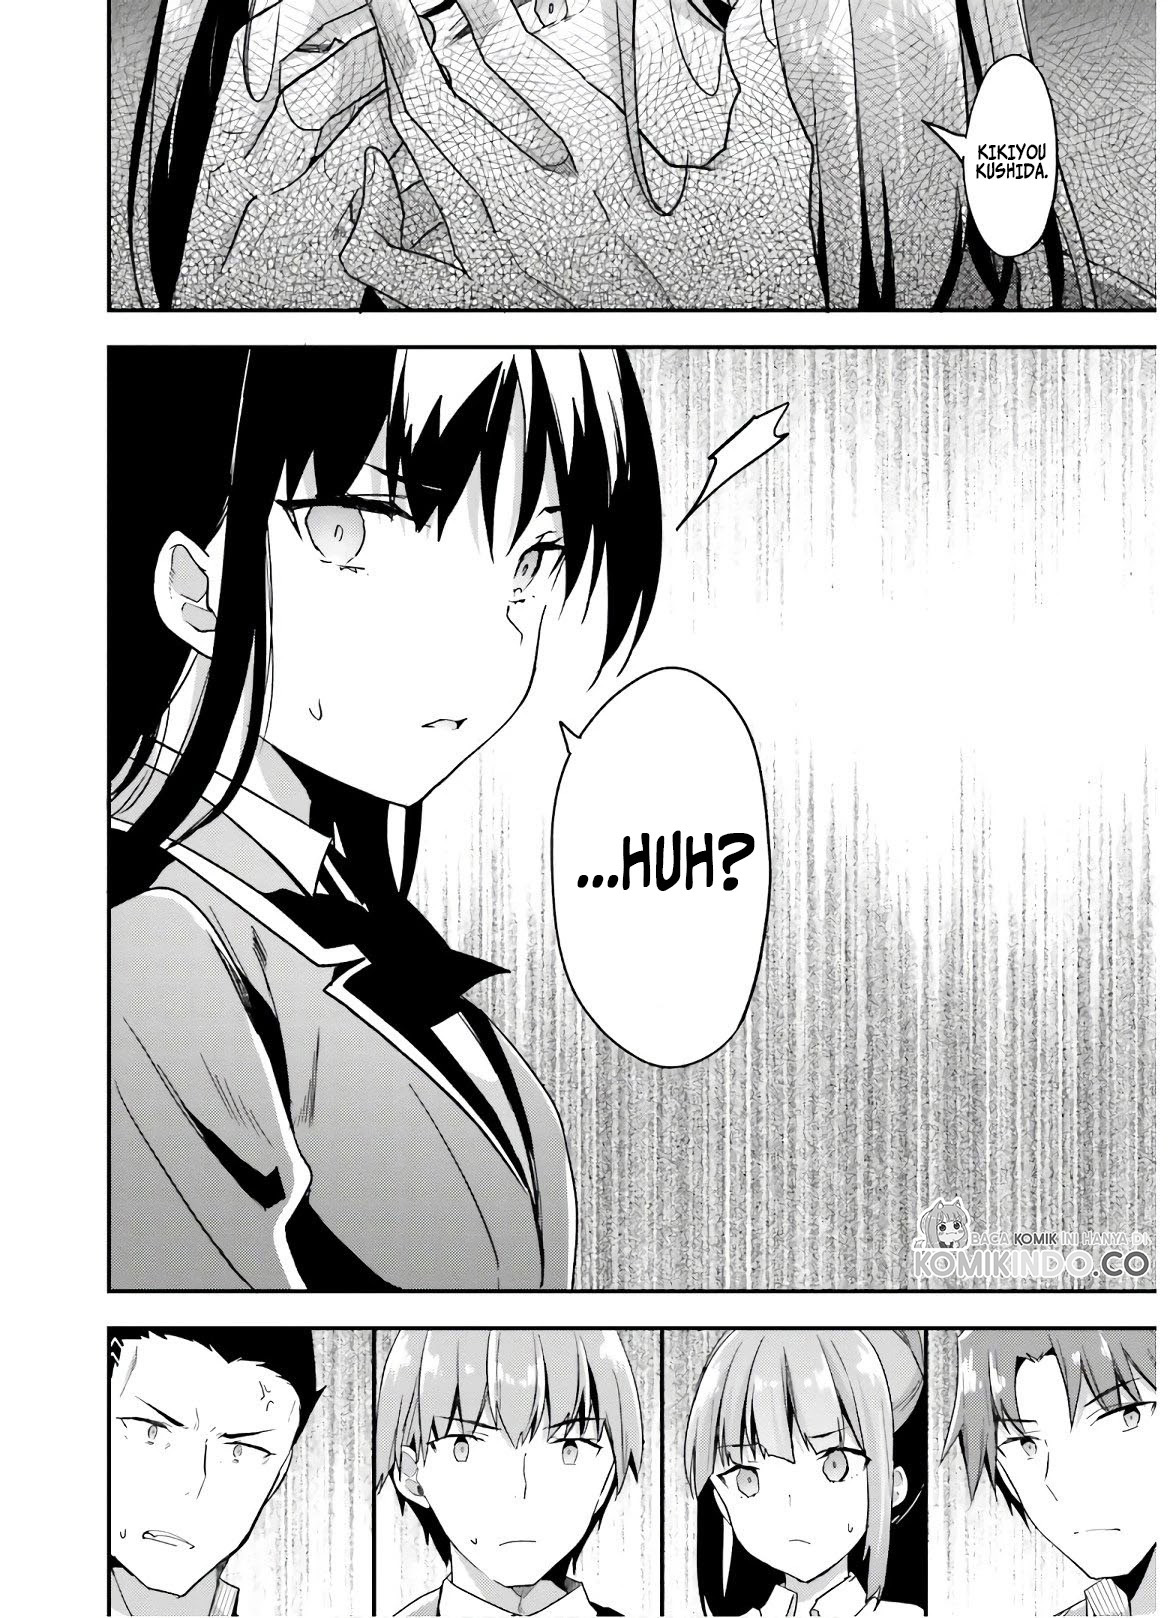 KIKIYOU
KUSHIDA.
...HUH?
BACA KOMIK INI HANYA DI
KOMIKINDO.CO